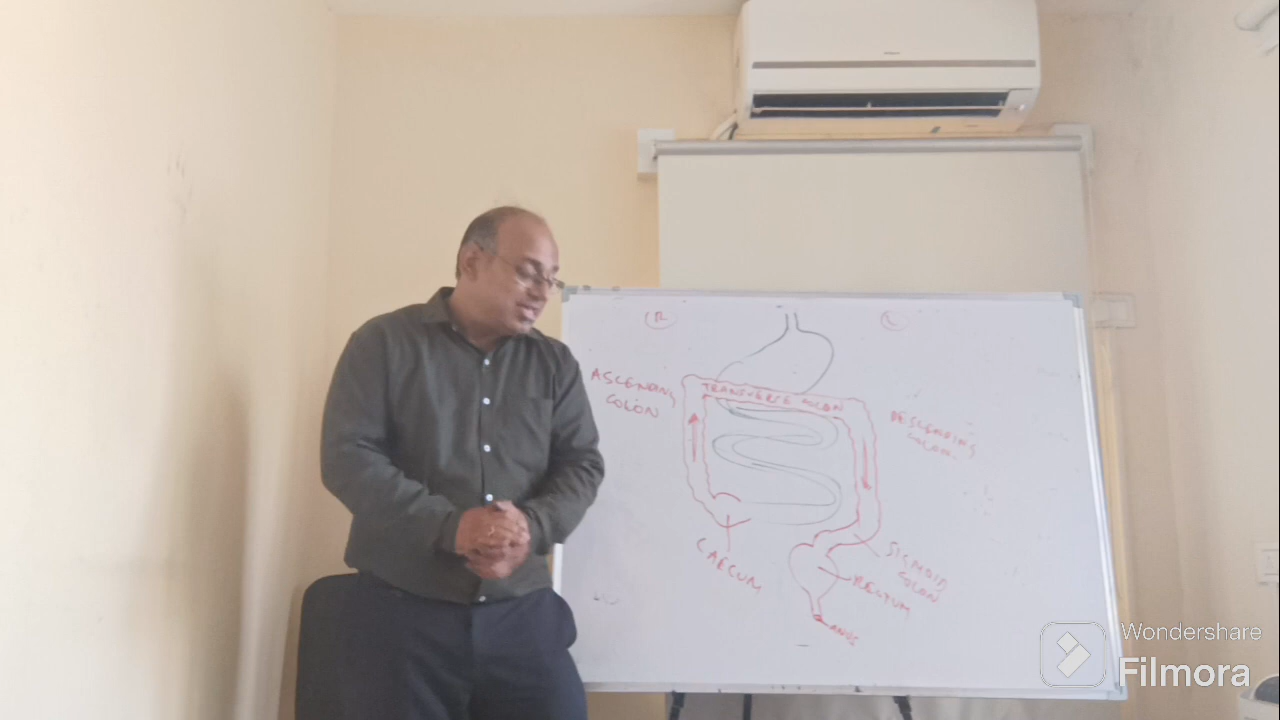 R
L
ASCENDING
COLON
TRANSVERSE COLON
DESCENDING
COLON
CAECUM
SIGMOID
COLON
RECTUM
ANUS
Wondershare
Filmora